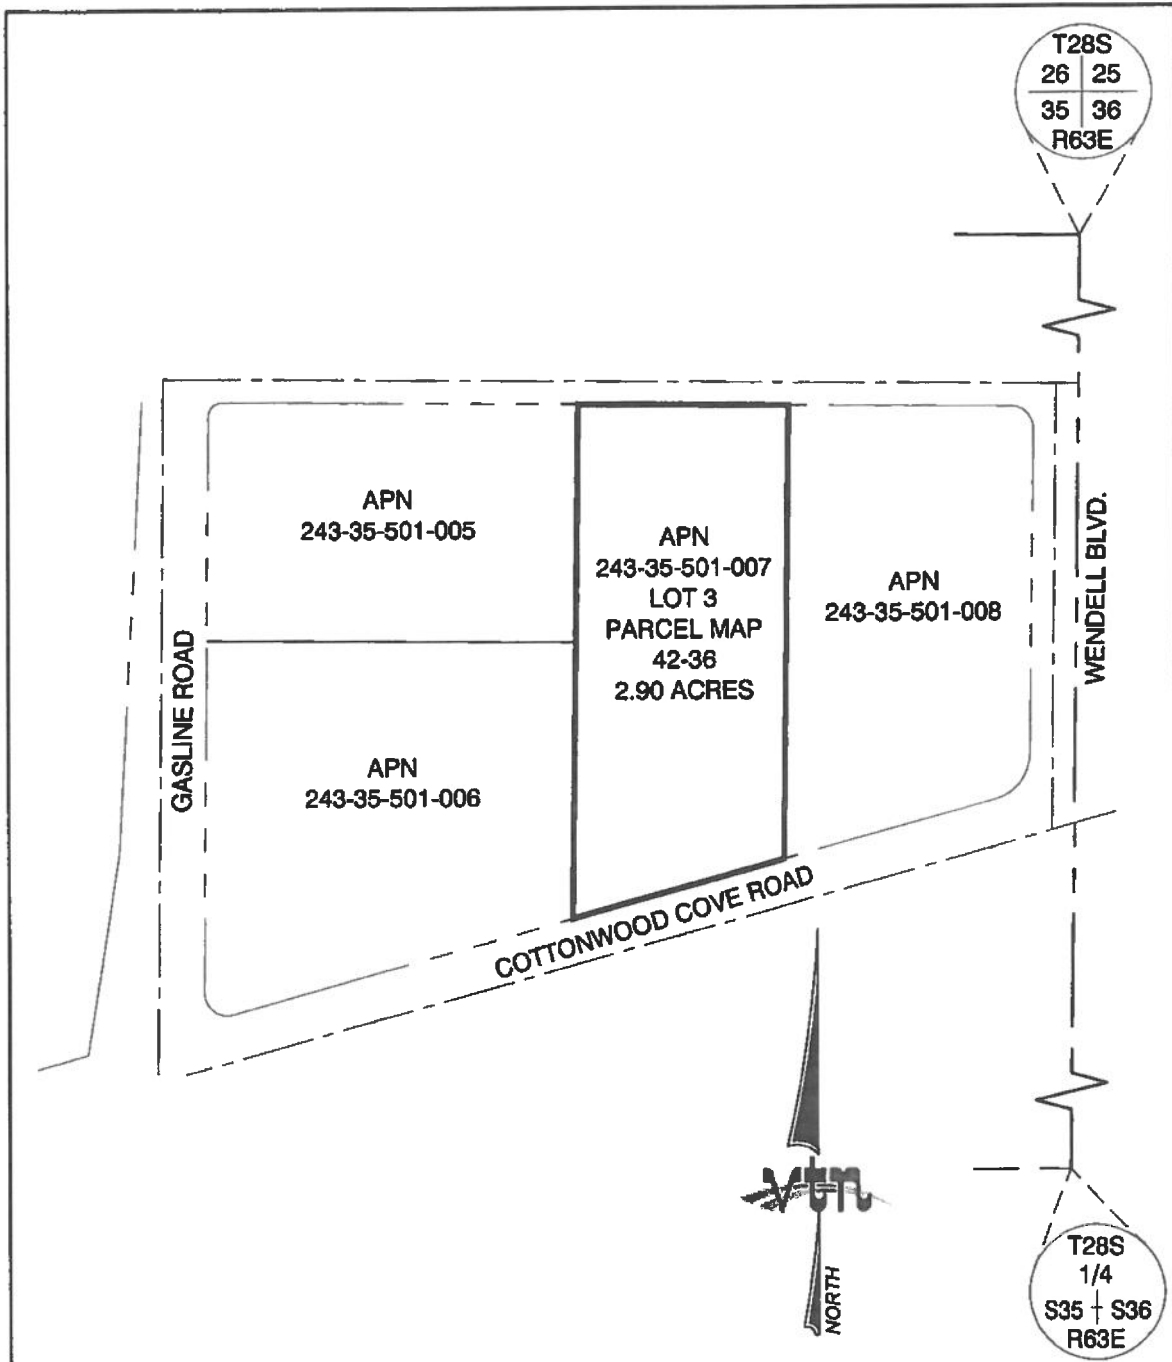 T28S
26 25
35 36
R63E
APN
243-35-501-005
APN
243-35-501-007
LOT 3
PARCEL MAP
42-36
2.90 ACRES
APN
243-35-501-008
WENDELL BLVD.
GASLINE ROAD
APN
243-35-501-006
COTTONWOOD COVE ROAD
VTN
NORTH
T28S
1/4
S35 S36
R63E